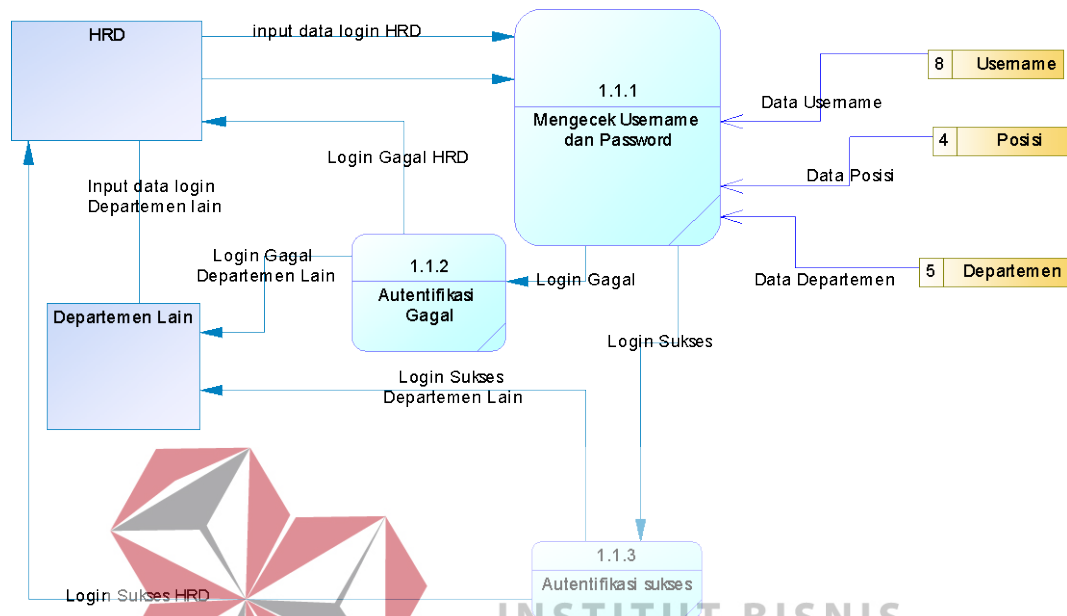 HRD
input data login HRD
1.1.1
Mengecek Username
dan Password
8 Username
Data Username
4 Posisi
Data Posisi
5 Departemen
Data Departemen
Login Gagal HRD
Input data login
Departemen lain
Login Gagal
Departemen Lain
1.1.2
Autentifikasi
Gagal
Login Gagal
Departemen Lain
Login Sukses
Login Sukses
Departemen Lain
1.1.3
Autentifikasi sukses
Login Sukses HRD
INSTITUT BISNIS